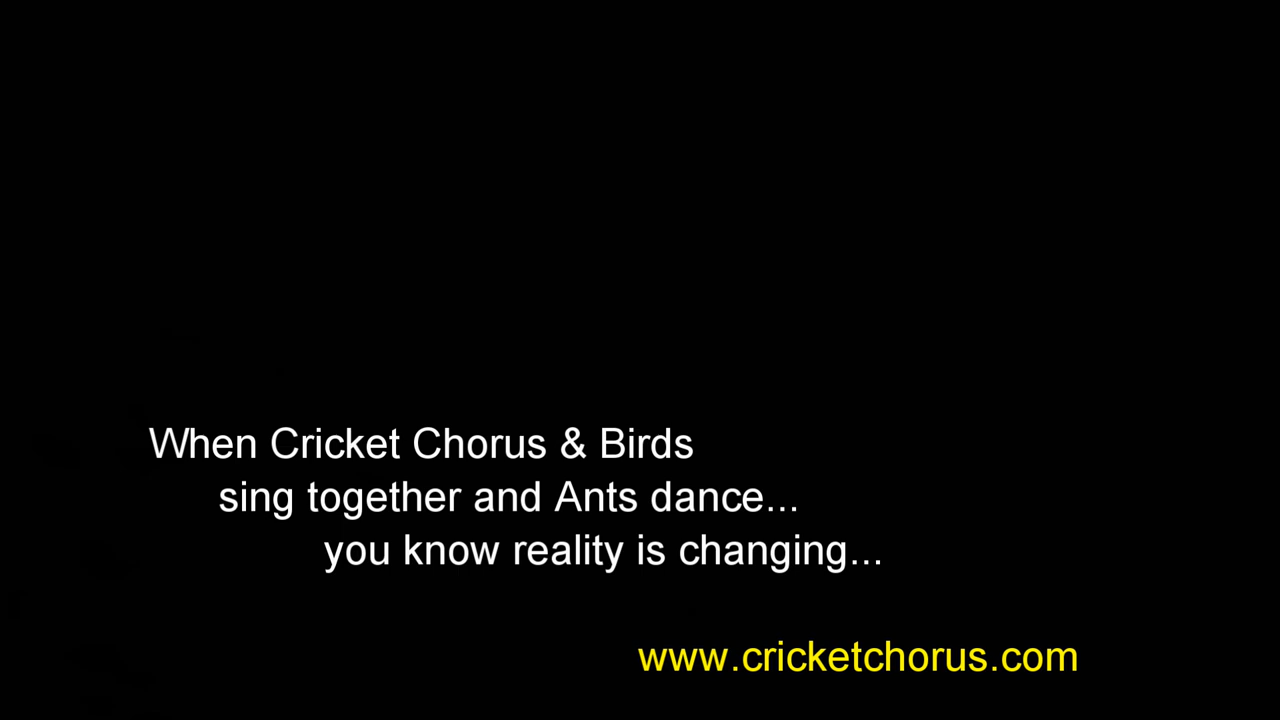 When Cricket Chorus & Birds
sing together and Ants dance...
you know reality is changing...
www.cricketchorus.com